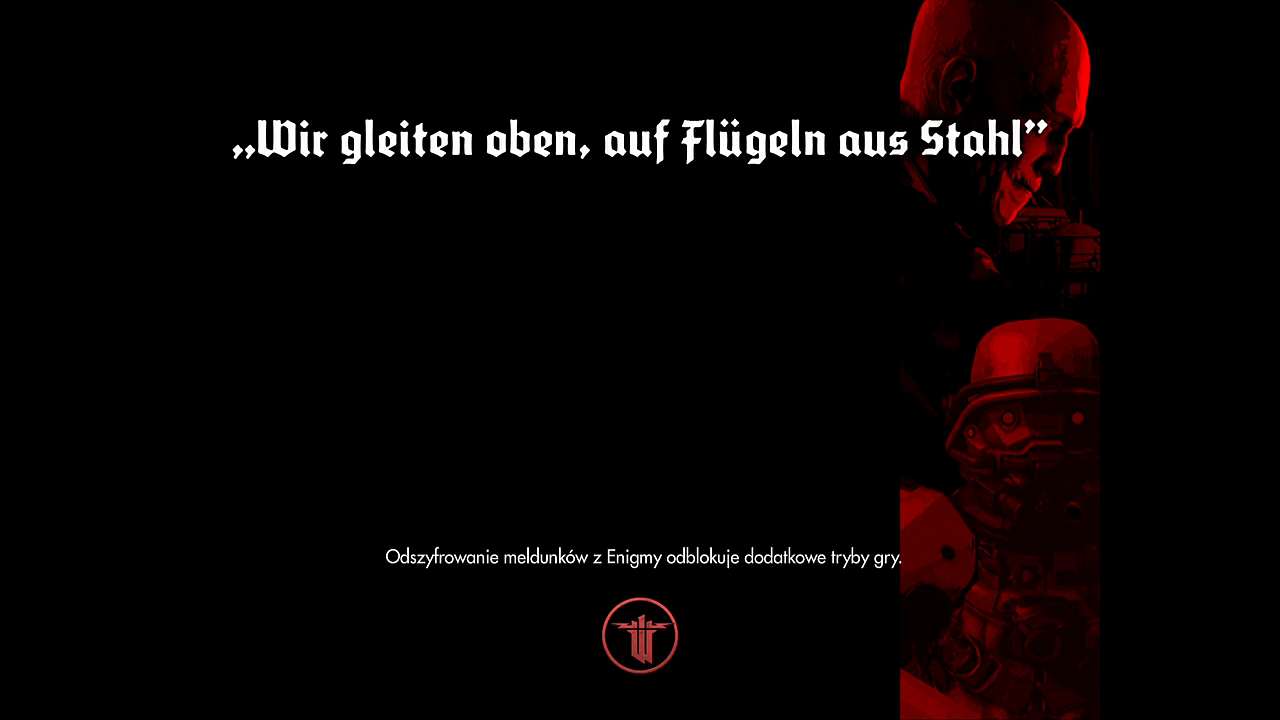 „Wir gleiten oben, auf Flügeln aus Stahl”
Odszyfrowanie meldunków z Enigmy odblokuje dodatkowe tryby gry.